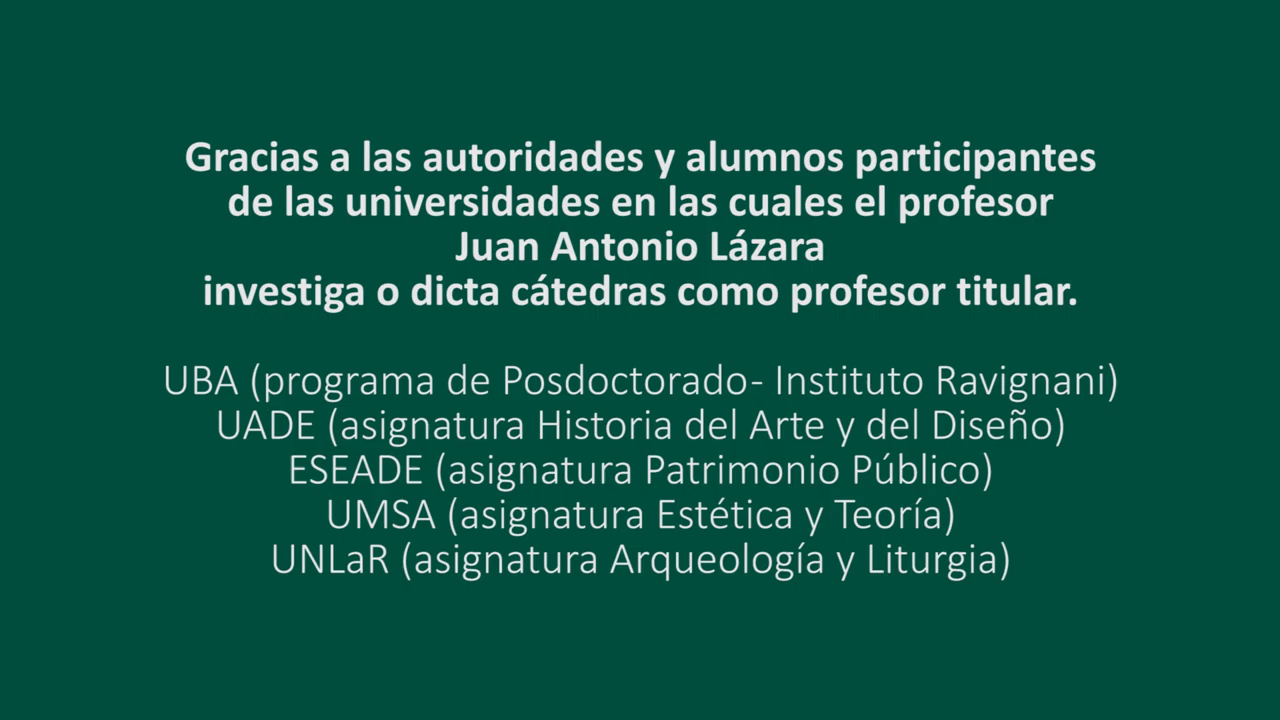 Gracias a las autoridades y alumnos participantes
de las universidades en las cuales el profesor
Juan Antonio Lázara
investiga o dicta cátedras como profesor titular.
UBA (programa de Posdoctorado- Instituto Ravignani)
UADE (asignatura Historia del Arte y del Diseño)
ESEADE (asignatura Patrimonio Público)
UMSA (asignatura Estética y Teoría)
UNLaR (asignatura Arqueología y Liturgia)